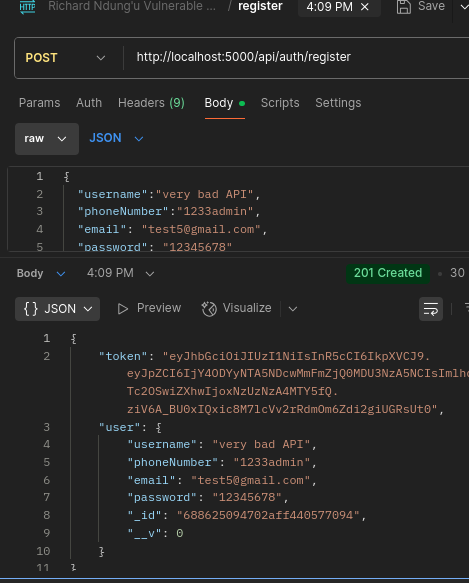 HTTP Richard Ndung'u Vulnerable ... / register 4:09 PM × Save
POST http://localhost:5000/api/auth/register
Params Auth Headers (9) Body Scripts Settings
raw JSON
1 {
2 "username":"very bad API",
3 "phoneNumber":"1233admin",
4 "email": "test5@gmail.com",
5 "password": "12345678"
Body 4:09 PM 201 Created 30
{} JSON Preview Visualize
1 {
2 "token": "eyJhbGciOiJIUzI1NiIsInR5cCI6IkpXVCJ9.
eyJpZCI6IjY4ODYyNTA5NDcwMmFmZjQ0MDU3NzA5NCIsImlhd
Tc2OSwiZXhwIjoxNzUzNzA4MTY5fQ.
ziV6A_BU0xIQxic8M7lcVv2rRdmOm6Zdi2giUGRsUt0",
3 "user": {
4 "username": "very bad API",
5 "phoneNumber": "1233admin",
6 "email": "test5@gmail.com",
7 "password": "12345678",
8 "_id": "688625094702aff440577094",
9 "__v": 0
10 }
11 }